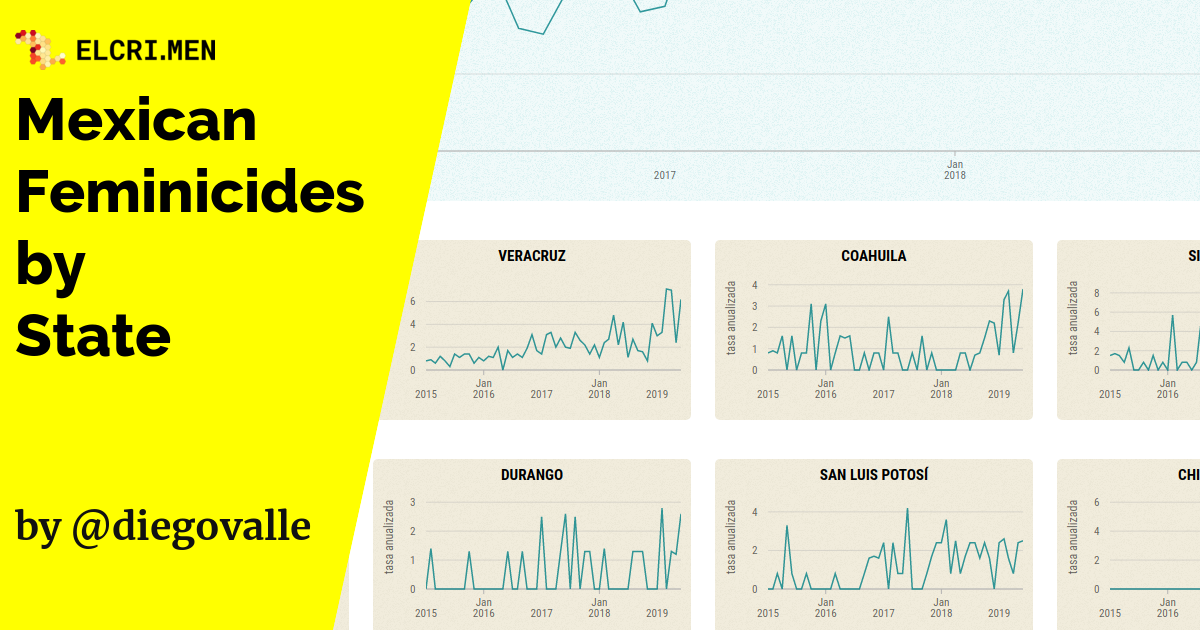 ELCRI.MEN
Mexican
Feminicides
by
State
by @diegovalle
Jan
2017 2018
VERACRUZ
6
4
2
0
Jan Jan
2015 2016 2017 2018 2019
COAHUILA
tasa anualizada
4
3
2
1
0
Jan Jan
2015 2016 2017 2018 2019
SI
tasa anualizada
8
6
4
2
0
Jan
2015 2016
DURANGO
tasa anualizada
3
2
1
0
Jan Jan
2015 2016 2017 2018 2019
SAN LUIS POTOSÍ
tasa anualizada
4
2
0
Jan Jan
2015 2016 2017 2018 2019
CHI
tasa anualizada
6
4
2
0
Jan
2015 2016